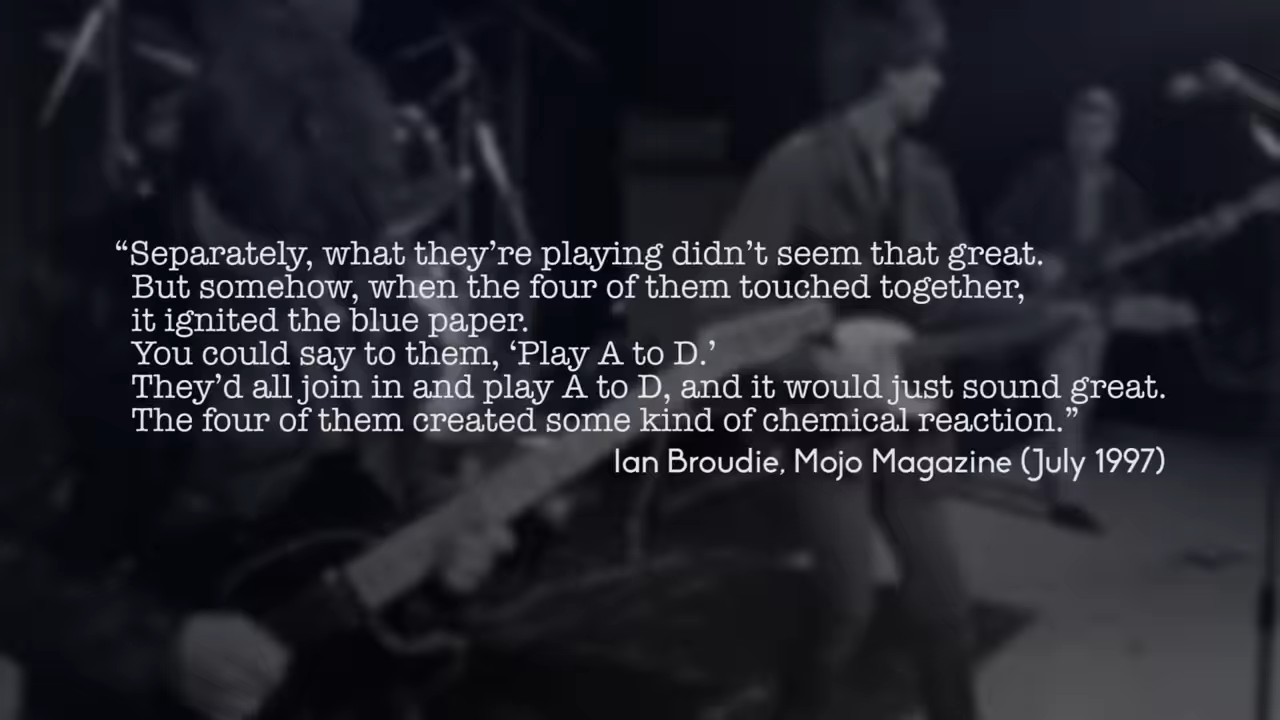 “Separately, what they’re playing didn’t seem that great.
But somehow, when the four of them touched together,
it ignited the blue paper.
You could say to them, ‘Play A to D.’
They’d all join in and play A to D, and it would just sound great.
The four of them created some kind of chemical reaction.”
Ian Broudie, Mojo Magazine (July 1997)